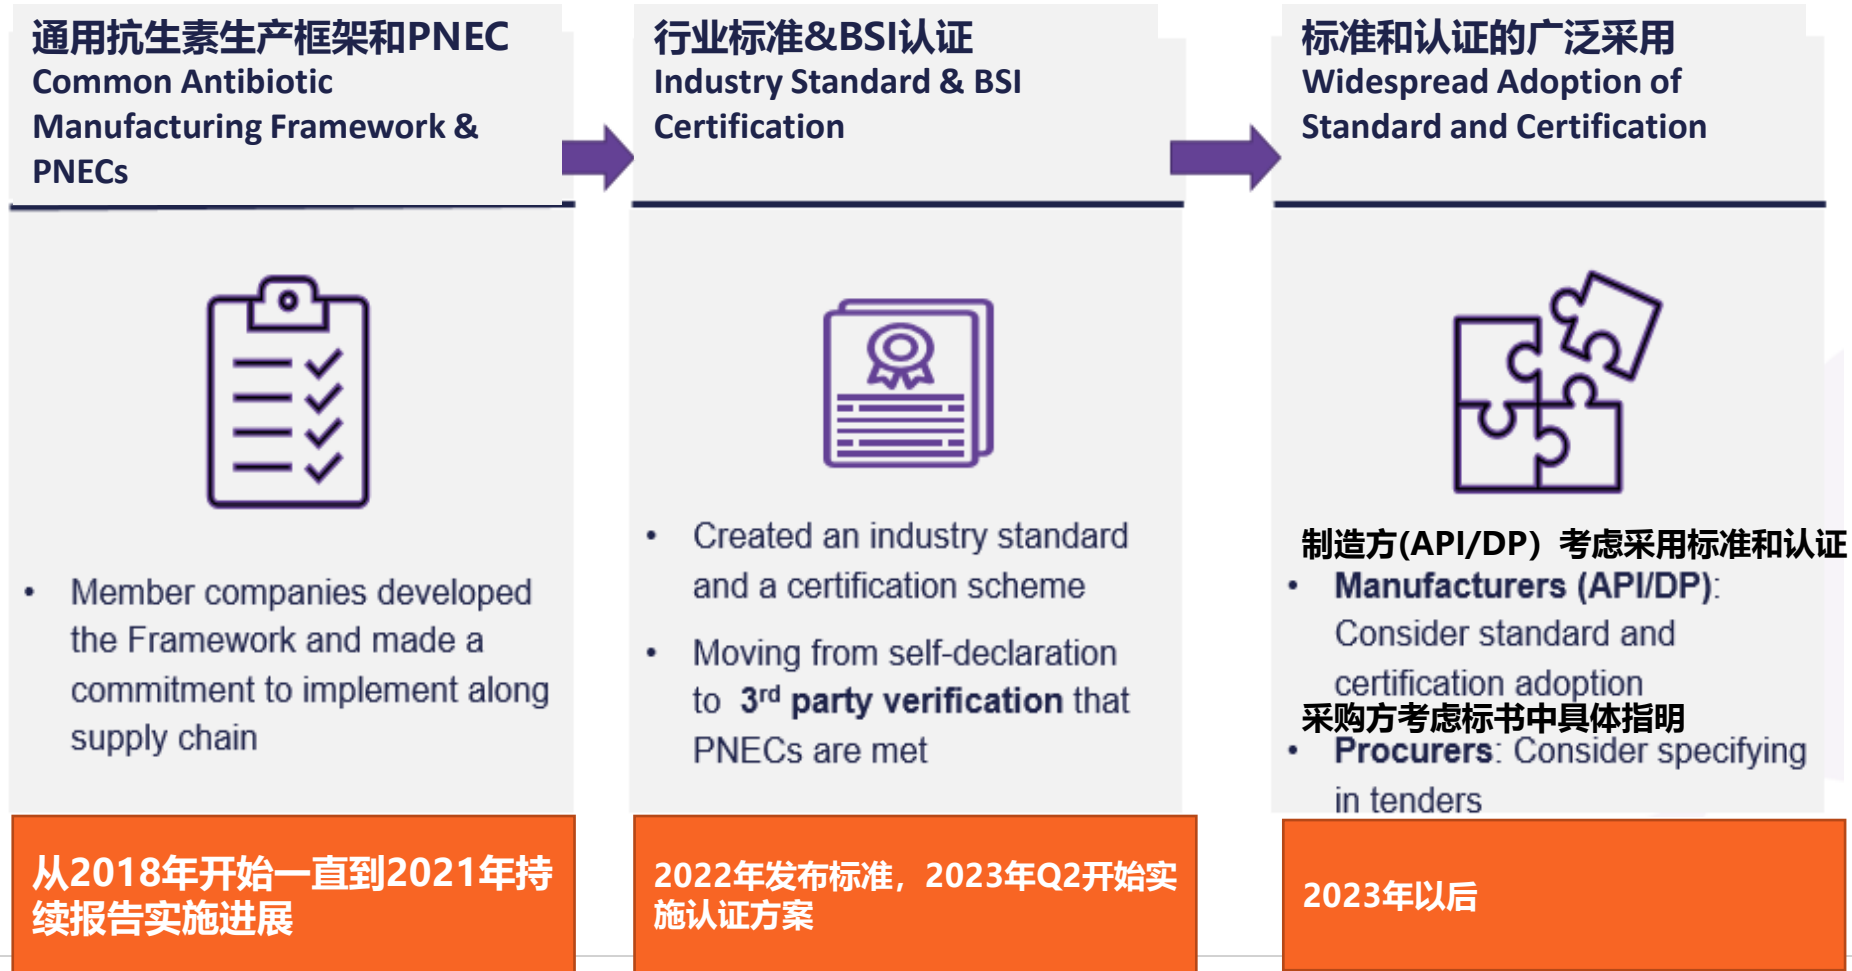 通用抗生素生产框架和PNEC
Common Antibiotic
Manufacturing Framework &
PNECs
• Member companies developed
the Framework and made a
commitment to implement along
supply chain
从2018年开始一直到2021年持
续报告实施进展
行业标准&BSI认证
Industry Standard & BSI
Certification
• Created an industry standard
and a certification scheme
• Moving from self-declaration
to 3rd party verification that
PNECs are met
2022年发布标准，2023年Q2开始实
施认证方案
标准和认证的广泛采用
Widespread Adoption of
Standard and Certification
制造方(API/DP）考虑采用标准和认证
• Manufacturers (API/DP):
Consider standard and
certification adoption
采购方考虑标书中具体指明
• Procurers: Consider specifying
in tenders
2023年以后